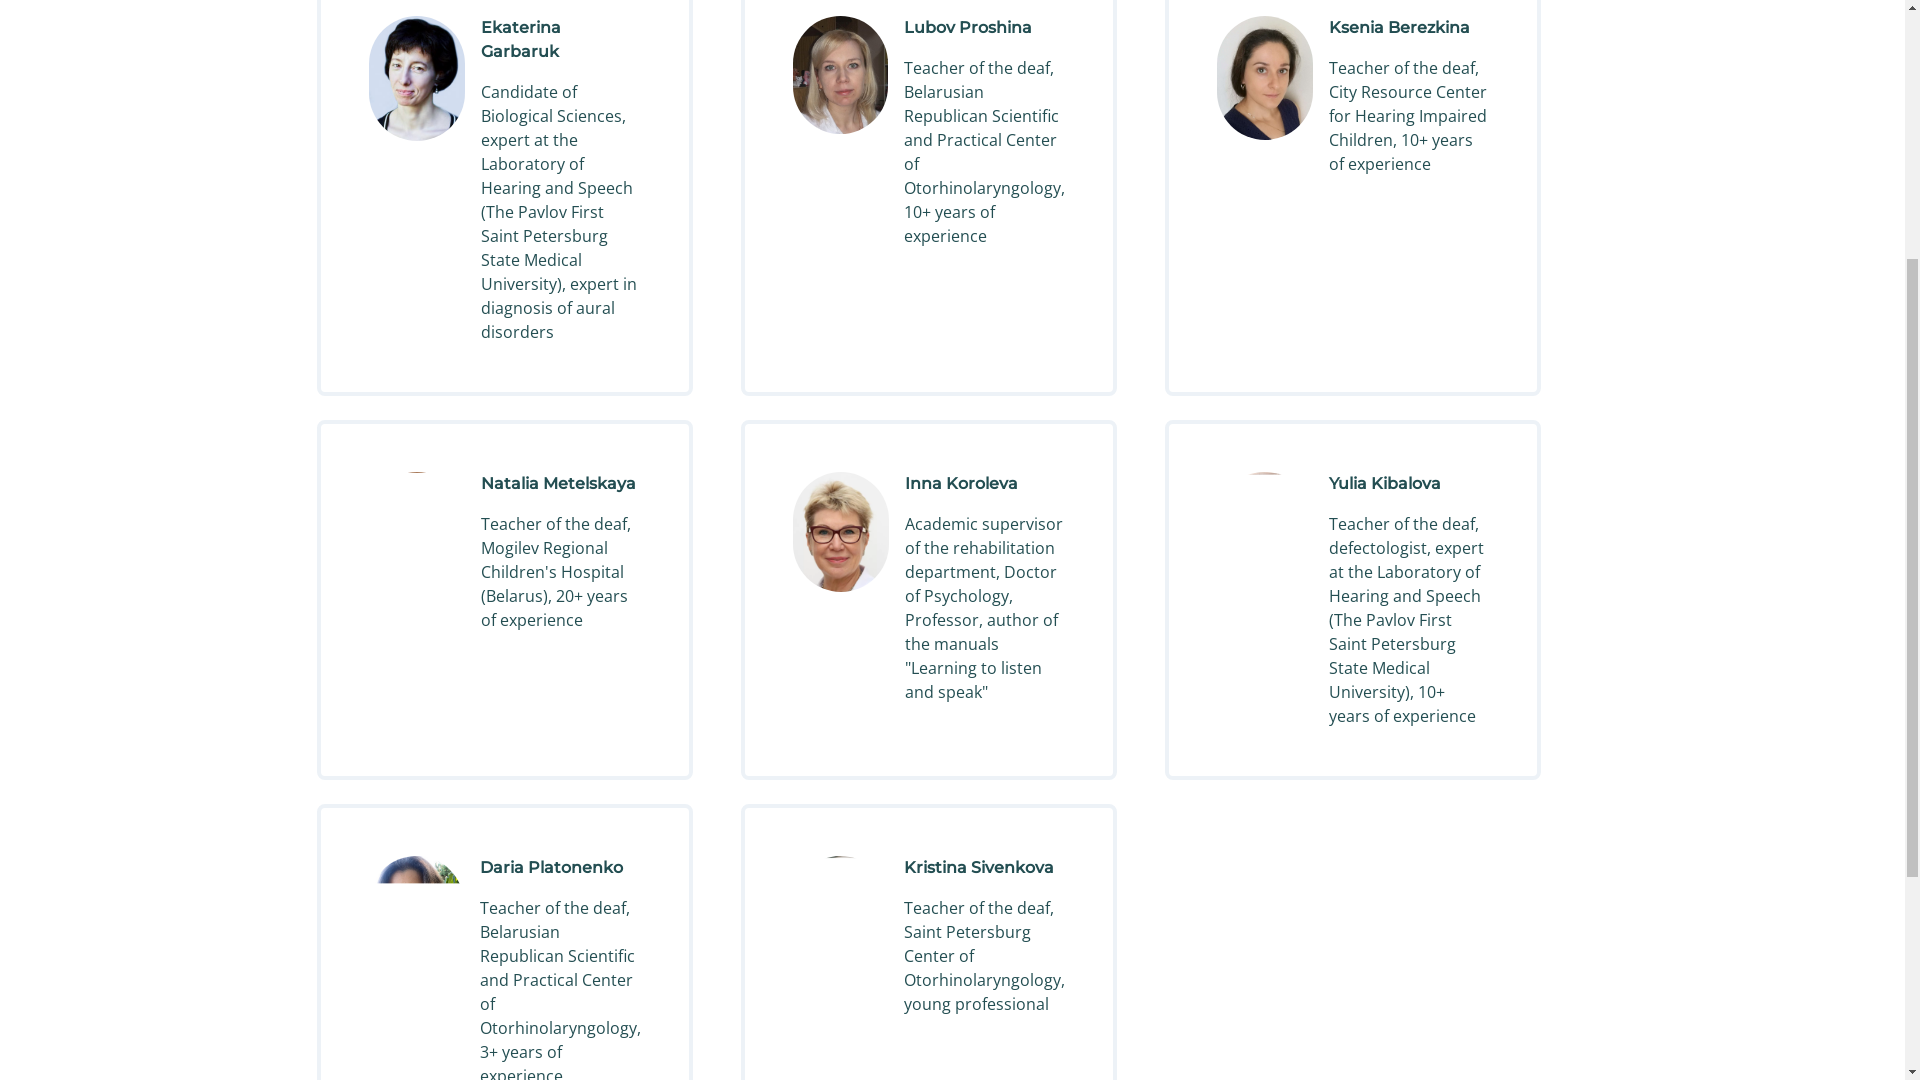 Ekaterina
Garbaruk
Candidate of
Biological Sciences,
expert at the
Laboratory of
Hearing and Speech
(The Pavlov First
Saint Petersburg
State Medical
University), expert in
diagnosis of aural
disorders
Lubov Proshina
Teacher of the deaf,
Belarusian
Republican Scientific
and Practical Center
of
Otorhinolaryngology,
10+ years of
experience
Ksenia Berezkina
Teacher of the deaf,
City Resource Center
for Hearing Impaired
Children, 10+ years
of experience
Natalia Metelskaya
Teacher of the deaf,
Mogilev Regional
Children's Hospital
(Belarus), 20+ years
of experience
Inna Koroleva
Academic supervisor
of the rehabilitation
department, Doctor
of Psychology,
Professor, author of
the manuals
"Learning to listen
and speak"
Yulia Kibalova
Teacher of the deaf,
defectologist, expert
at the Laboratory of
Hearing and Speech
(The Pavlov First
Saint Petersburg
State Medical
University), 10+
years of experience
Daria Platonenko
Teacher of the deaf,
Belarusian
Republican Scientific
and Practical Center
of
Otorhinolaryngology,
3+ years of
experience
Kristina Sivenkova
Teacher of the deaf,
Saint Petersburg
Center of
Otorhinolaryngology,
young professional